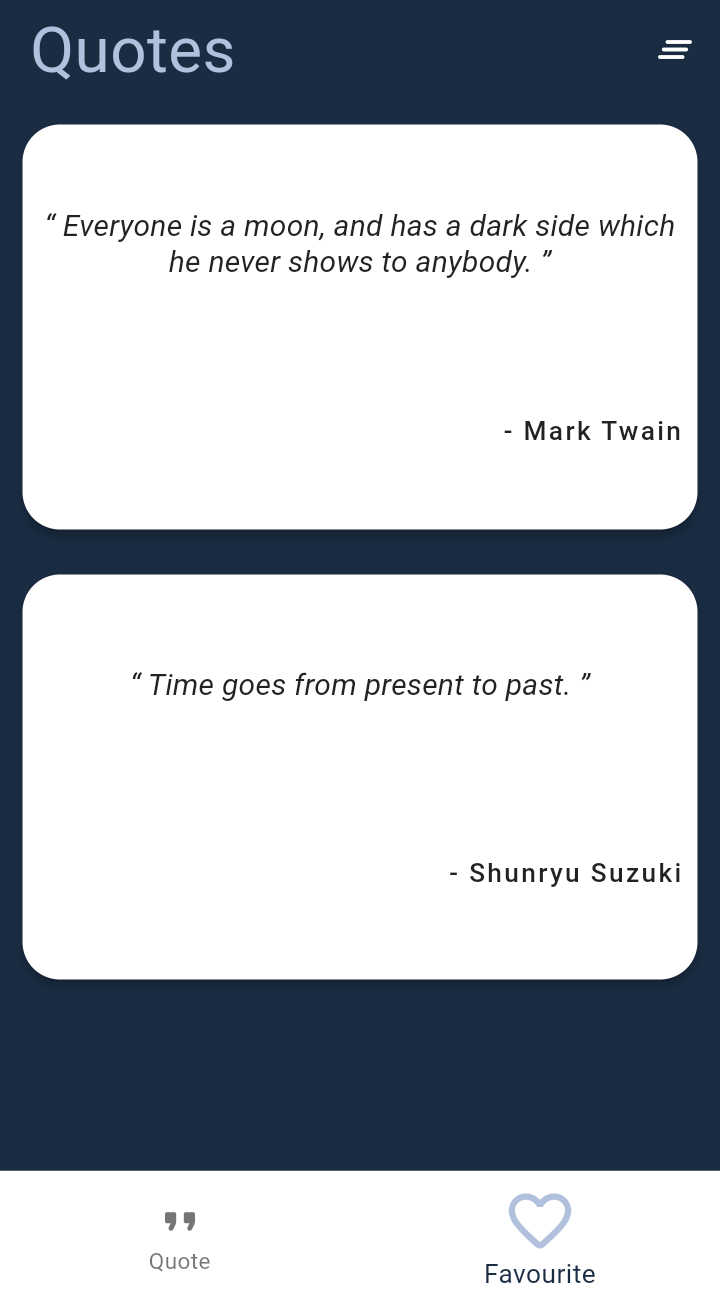 Quotes
“ Everyone is a moon, and has a dark side which
he never shows to anybody. ”
- Mark Twain
“ Time goes from present to past. ”
- Shunryu Suzuki
Quote
Favourite